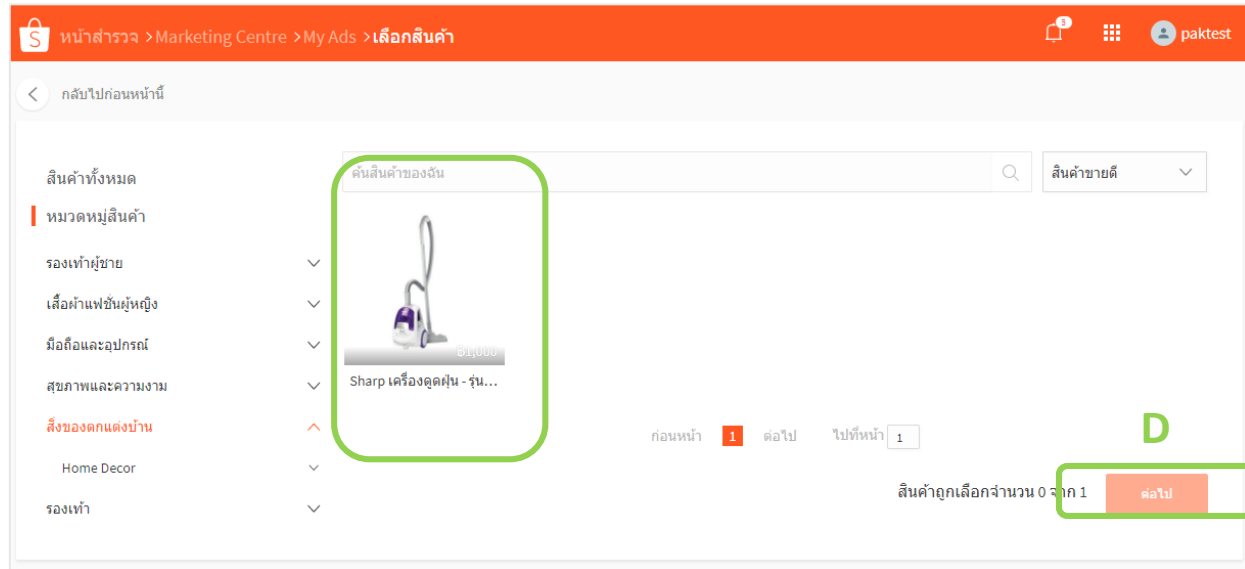 หน้าสำรวจ >Marketing Centre >My Ads >เลือกสินค้า
8
paktest
กลับไปก่อนหน้านี้
สินค้าทั้งหมด
หมวดหมู่สินค้า
รองเท้าผู้ชาย
เสื้อผ้าแฟชั่นผู้หญิง
มือถือและอุปกรณ์
สุขภาพและความงาม
สิ่งของตกแต่งบ้าน
Home Decor
รองเท้า
ค้นสินค้าของฉัน
สินค้าขายดี
฿1,000
Sharp เครื่องดูดฝุ่น - รุ่น...
ก่อนหน้า 1 ต่อไป ไปที่หน้า 1
D
สินค้าถูกเลือกจำนวน 0 จาก 1
ต่อไป